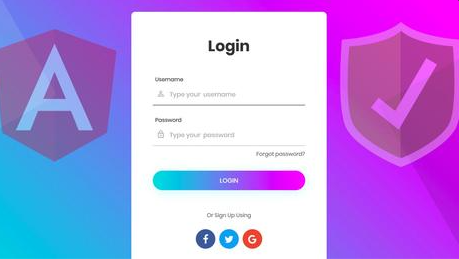 Login
Username
Type your username
Password
Type your password
Forgot password?
LOGIN
Or Sign Up Using